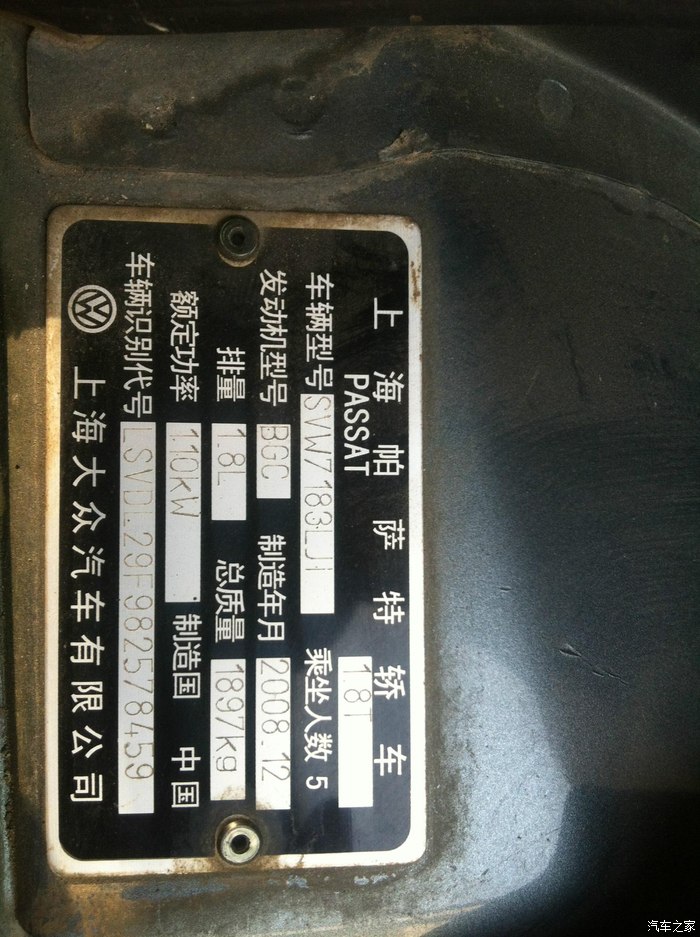 上海帕萨特轿车
PASSAT 1.8T
车辆型号 SVW7183LJI 乘坐人数 5
发动机型号 BGC 制造年月 2008.12
排量 1.8L 总质量 1897kg
额定功率 110kW 制造国 中国
车辆识别代号 LSVDL29F982578459
上海大众汽车有限公司
汽车之家